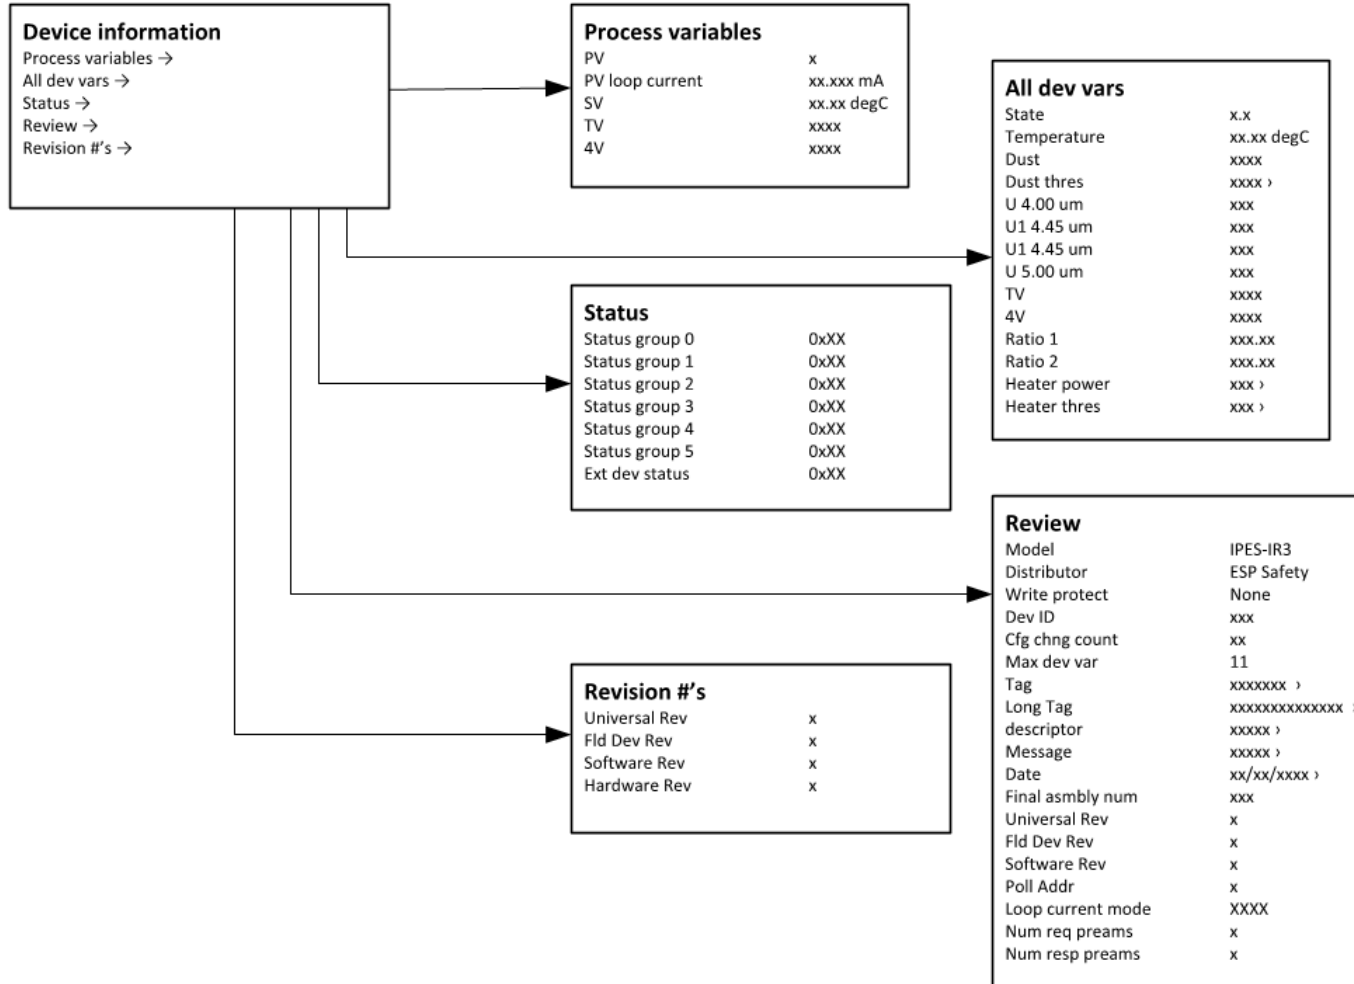 Device information
Process variables →
All dev vars →
Status →
Review →
Revision #'s →
Process variables
PV x
PV loop current xx.xxx mA
SV xx.xx degC
TV xxxx
4V xxxx
All dev vars
State x.x
Temperature xx.xx degC
Dust xxxx
Dust thres xxxx ›
U 4.00 um xxx
U1 4.45 um xxx
U1 4.45 um xxx
U 5.00 um xxx
TV xxxx
4V xxxx
Ratio 1 xxx.xx
Ratio 2 xxx.xx
Heater power xxx ›
Heater thres xxx ›
Status
Status group 0 0xXX
Status group 1 0xXX
Status group 2 0xXX
Status group 3 0xXX
Status group 4 0xXX
Status group 5 0xXX
Ext dev status 0xXX
Review
Model IPES-IR3
Distributor ESP Safety
Write protect None
Dev ID xxx
Cfg chng count xx
Max dev var 11
Tag xxxxxxx ›
Long Tag xxxxxxxxxxxxxx ›
descriptor xxxxx ›
Message xxxxx ›
Date xx/xx/xxxx ›
Final asmbly num xxx
Universal Rev x
Fld Dev Rev x
Software Rev x
Poll Addr x
Loop current mode XXXX
Num req preams x
Num resp preams x
Revision #'s
Universal Rev x
Fld Dev Rev x
Software Rev x
Hardware Rev x